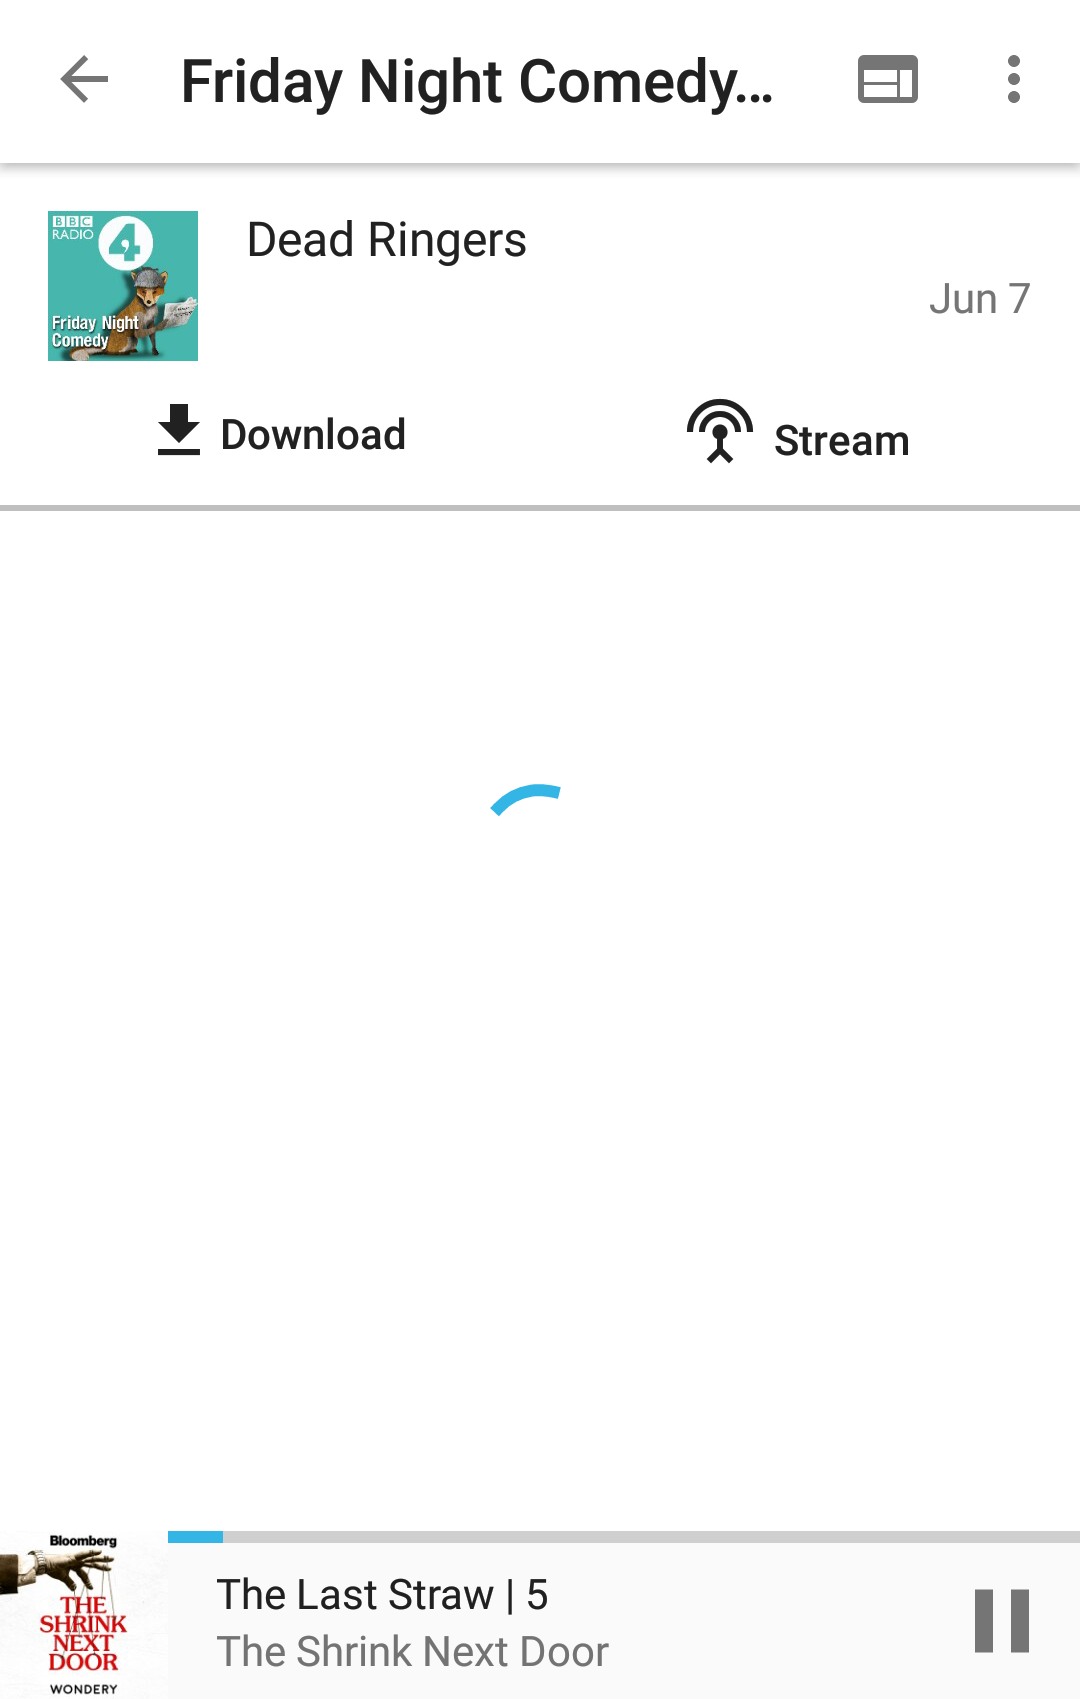 Friday Night Comedy...
BBC
RADIO
4
Friday Night
Comedy
Dead Ringers
Jun 7
Download
Stream
Bloomberg
THE
SHRINK
NEXT
DOOR
WONDERY
The Last Straw | 5
The Shrink Next Door